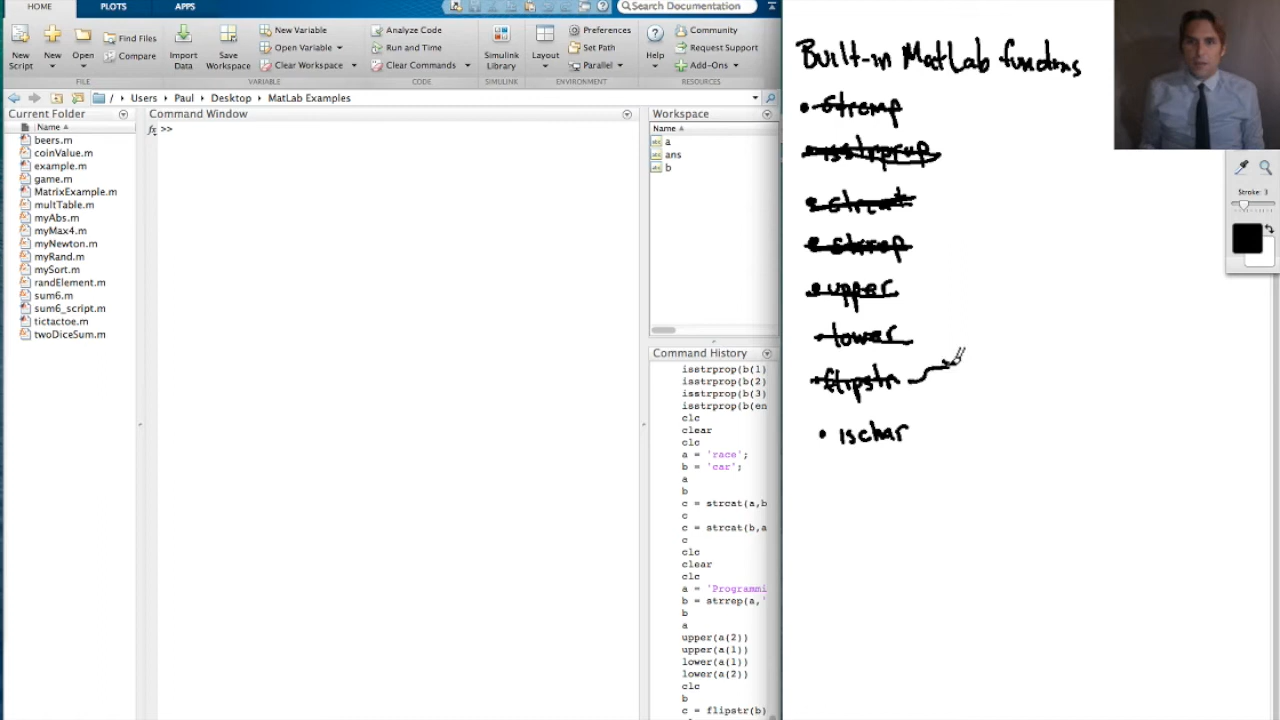 HOME PLOTS APPS Search Documentation
New Script
New
Open
Find Files
Compare
Import Data
Save Workspace
New Variable
Open Variable
Clear Workspace
Analyze Code
Run and Time
Clear Commands
Simulink Library
Layout
Preferences
Set Path
Parallel
Help
Community
Request Support
Add-Ons
FILE VARIABLE CODE SIMULINK ENVIRONMENT RESOURCES
/ Users Paul Desktop MatLab Examples
Current Folder
Name
beers.m
coinValue.m
example.m
game.m
MatrixExample.m
multTable.m
myAbs.m
myMax4.m
myNewton.m
myRand.m
mySort.m
randElement.m
sum6.m
sum6_script.m
tictactoe.m
twoDiceSum.m
Command Window
fx >>
Workspace
Name
a
ans
b
Command History
isstrprop(b(1)
isstrprop(b(2)
isstrprop(b(3)
isstrprop(b(en
clc
clear
clc
a = 'race';
b = 'car';
a
b
c = strcat(a,b
c
c = strcat(b,a
c
clc
clear
clc
a = 'Programmi
b = strrep(a,'
b
a
upper(a(2))
upper(a(1))
lower(a(1))
lower(a(2))
clc
b
c = flipstr(b)
Built-in MatLab functions
• strcmp
• isstrprop
• strcat
• strrep
• upper
• lower
• flipstr
• ischar
Stroke: 3